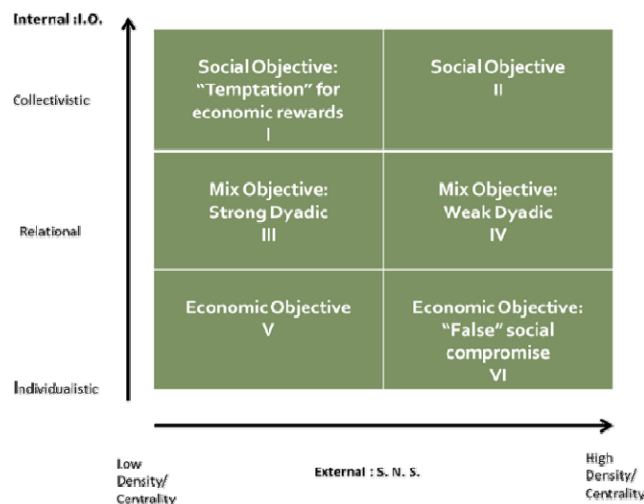 Internal :I.O.
Collectivistic
Relational
Individualistic
Social Objective:
"Temptation" for
economic rewards
I
Social Objective
II
Mix Objective:
Strong Dyadic
III
Mix Objective:
Weak Dyadic
IV
Economic Objective
V
Economic Objective:
"False" social
compromise
VI
Low
Density/
Centrality
External : S. N. S.
High
Density/
Centrality